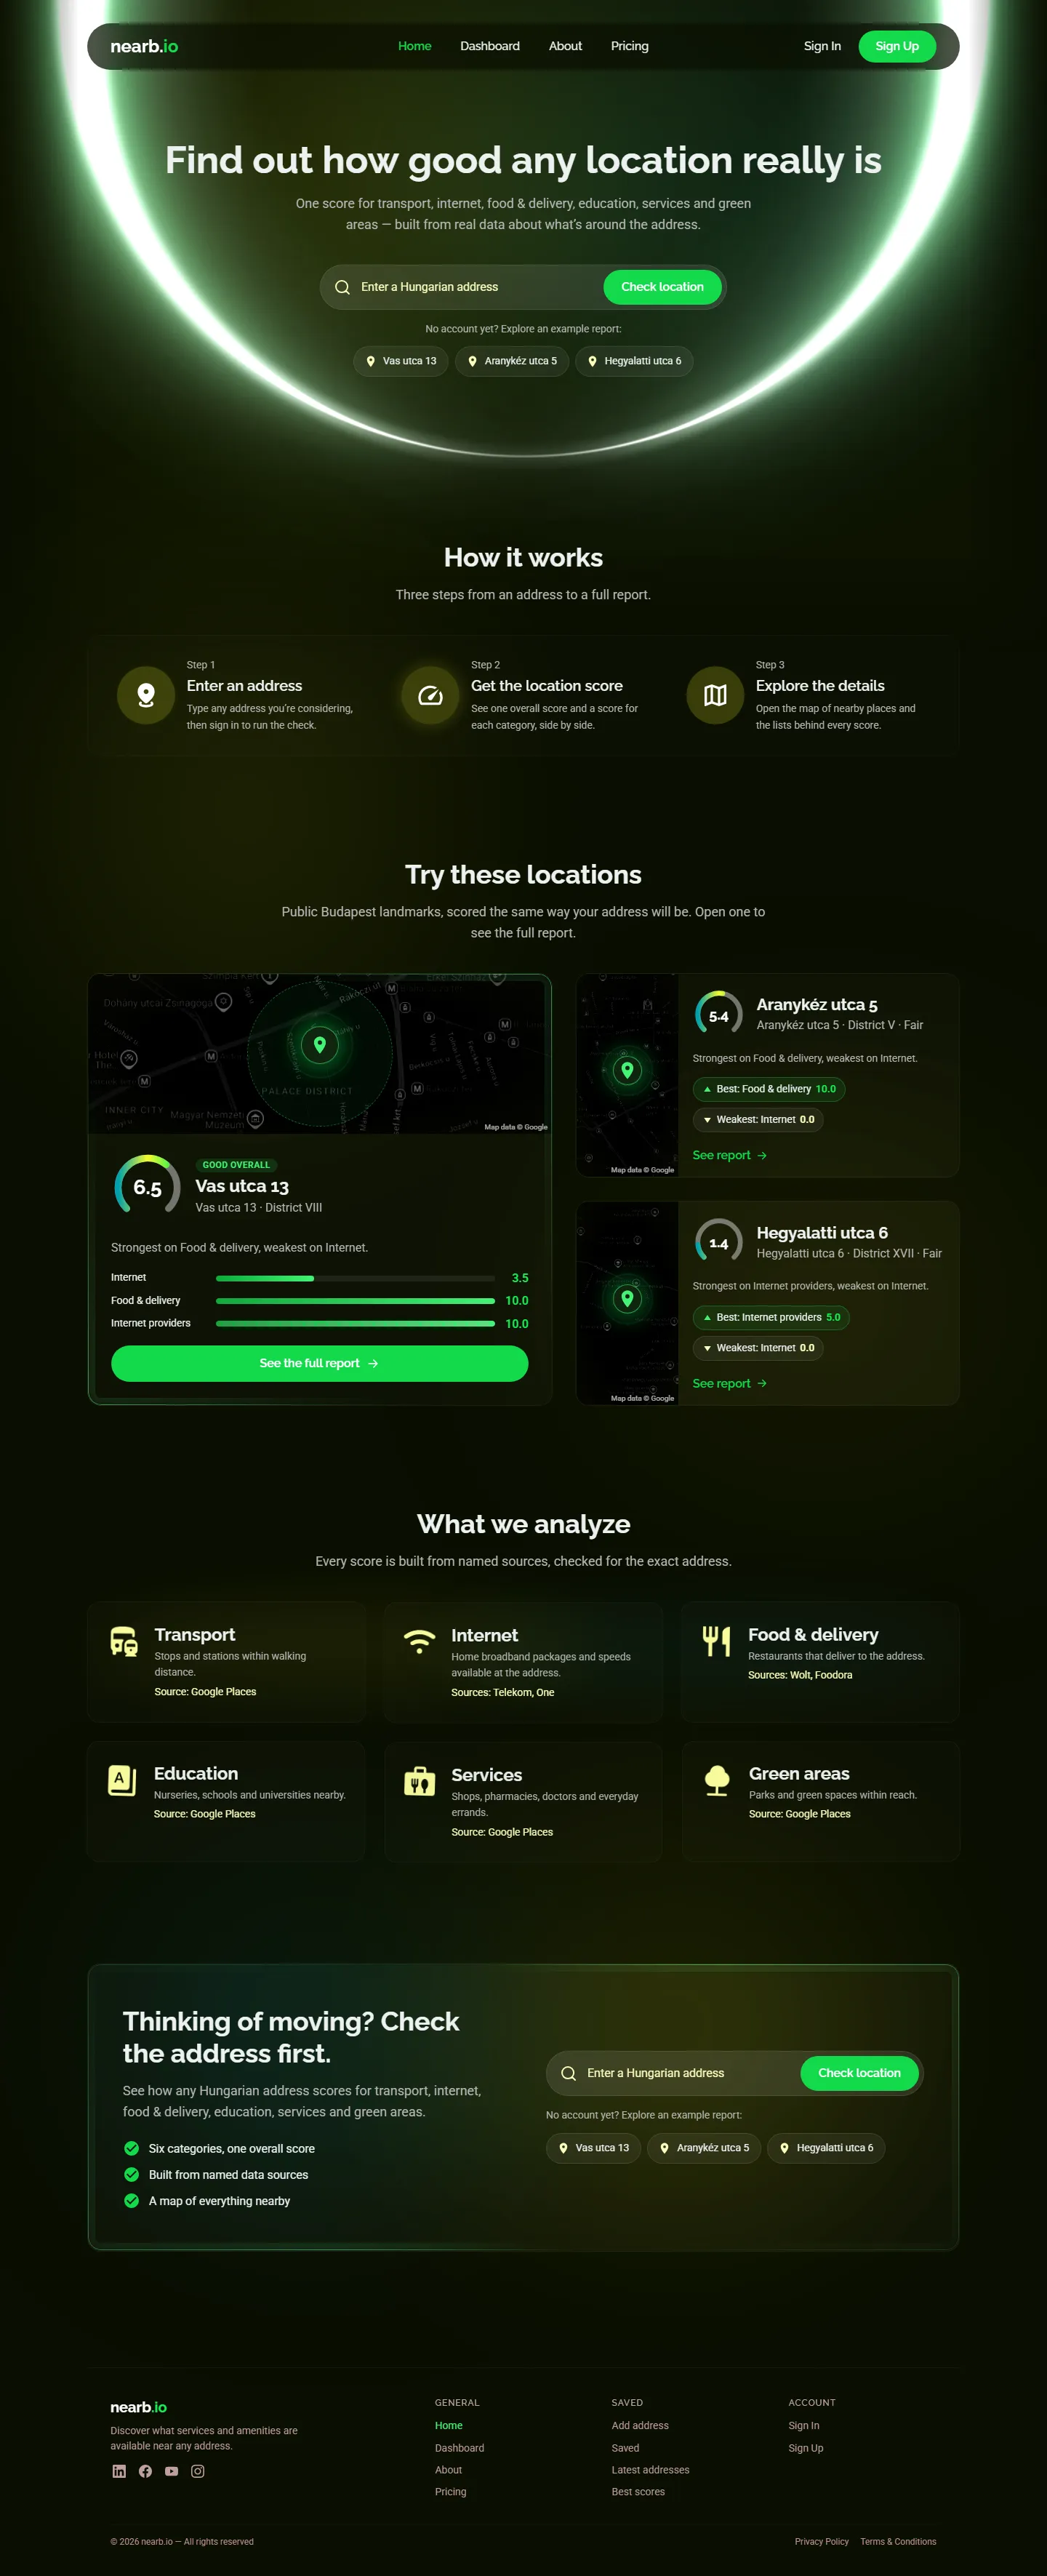 nearb.io
Home Dashboard About Pricing
Sign In Sign Up
Find out how good any location really is
One score for transport, internet, food & delivery, education, services and green
areas — built from real data about what's around the address.
Enter a Hungarian address Check location
No account yet? Explore an example report:
Vas utca 13 Aranykéz utca 5 Hegyalatti utca 6
How it works
Three steps from an address to a full report.
Step 1
Enter an address
Type any address you're considering,
then sign in to run the check.
Step 2
Get the location score
See one overall score and a score for
each category, side by side.
Step 3
Explore the details
Open the map of nearby places and
the lists behind every score.
Try these locations
Public Budapest landmarks, scored the same way your address will be. Open one to
see the full report.
Dohány utcai Zsinagóga
Rákóczi út
PALACE DISTRICT
INNER CITY
Magyar Nemzeti
Múzeum
Map data © Google
6.5
GOOD OVERALL
Vas utca 13
Vas utca 13 · District VIII
Strongest on Food & delivery, weakest on Internet.
Internet 3.5
Food & delivery 10.0
Internet providers 10.0
See the full report →
Map data © Google
5.4
Aranykéz utca 5
Aranykéz utca 5 · District V · Fair
Strongest on Food & delivery, weakest on Internet.
Best: Food & delivery 10.0
Weakest: Internet 0.0
See report →
Map data © Google
1.4
Hegyalatti utca 6
Hegyalatti utca 6 · District XVII · Fair
Strongest on Internet providers, weakest on Internet.
Best: Internet providers 5.0
Weakest: Internet 0.0
See report →
What we analyze
Every score is built from named sources, checked for the exact address.
Transport
Stops and stations within walking
distance.
Source: Google Places
Internet
Home broadband packages and speeds
available at the address.
Sources: Telekom, One
Food & delivery
Restaurants that deliver to the address.
Sources: Wolt, Foodora
Education
Nurseries, schools and universities nearby.
Source: Google Places
Services
Shops, pharmacies, doctors and everyday
errands.
Source: Google Places
Green areas
Parks and green spaces within reach.
Source: Google Places
Thinking of moving? Check
the address first.
See how any Hungarian address scores for transport, internet,
food & delivery, education, services and green areas.
Six categories, one overall score
Built from named data sources
A map of everything nearby
Enter a Hungarian address Check location
No account yet? Explore an example report:
Vas utca 13 Aranykéz utca 5 Hegyalatti utca 6
nearb.io
Discover what services and amenities are
available near any address.
GENERAL
Home
Dashboard
About
Pricing
SAVED
Add address
Saved
Latest addresses
Best scores
ACCOUNT
Sign In
Sign Up
© 2026 nearb.io — All rights reserved
Privacy Policy Terms & Conditions